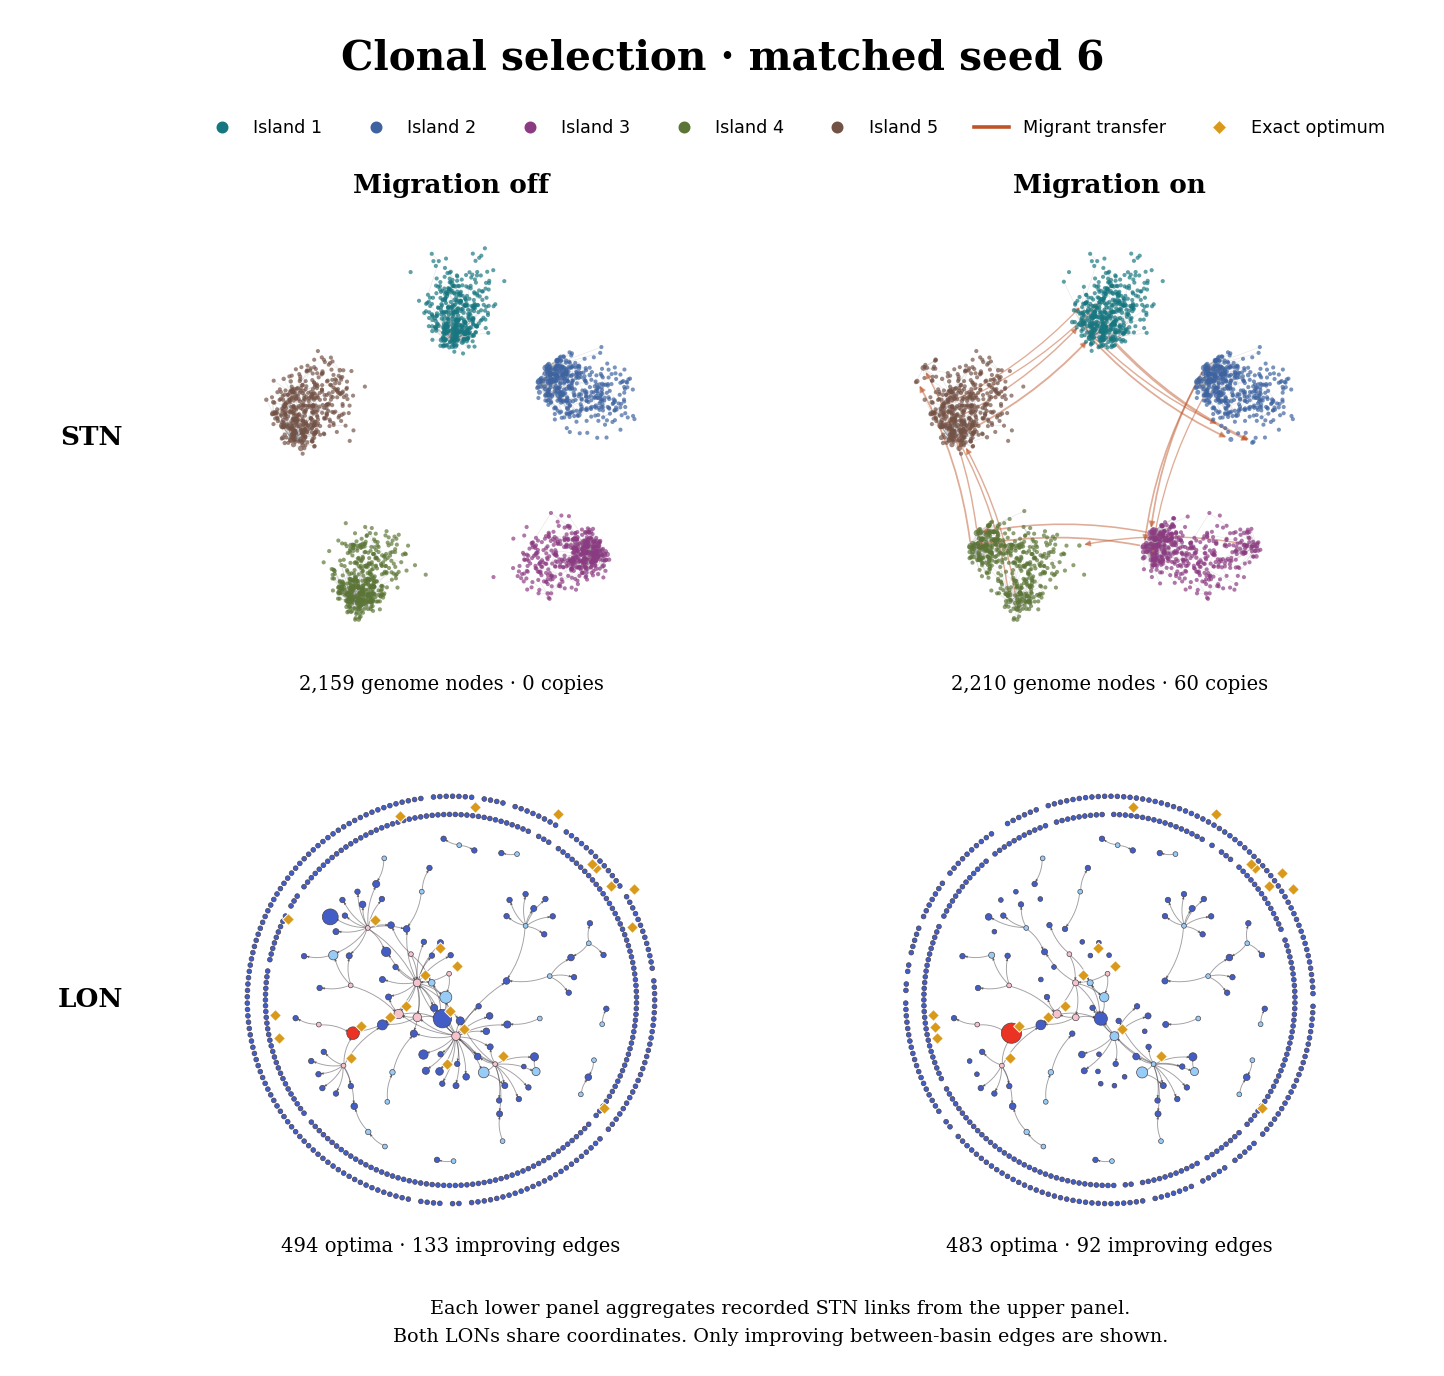 Clonal selection · matched seed 6
Island 1 Island 2 Island 3 Island 4 Island 5 Migrant transfer Exact optimum
Migration off Migration on
STN
2,159 genome nodes · 0 copies 2,210 genome nodes · 60 copies
LON
494 optima · 133 improving edges 483 optima · 92 improving edges
Each lower panel aggregates recorded STN links from the upper panel.
Both LONs share coordinates. Only improving between-basin edges are shown.